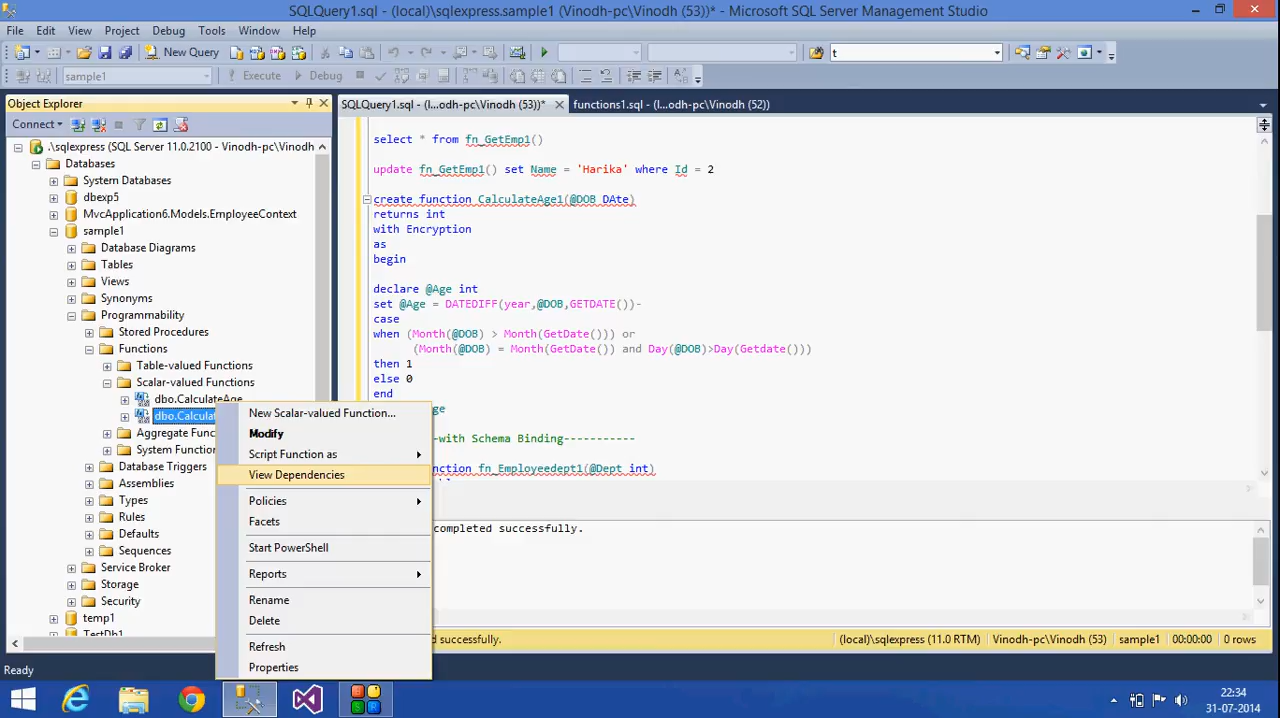 SQLQuery1.sql - (local)\sqlexpress.sample1 (Vinodh-pc\Vinodh (53))* - Microsoft SQL Server Management Studio
File Edit View Project Debug Tools Window Help
New Query t
sample1 Execute Debug
Object Explorer
Connect
.\sqlexpress (SQL Server 11.0.2100 - Vinodh-pc\Vinodh
Databases
System Databases
dbexp5
MvcApplication6.Models.EmployeeContext
sample1
Database Diagrams
Tables
Views
Synonyms
Programmability
Stored Procedures
Functions
Table-valued Functions
Scalar-valued Functions
dbo.CalculateAge
dbo.Calculat
Aggregate Func
System Function
Database Triggers
Assemblies
Types
Rules
Defaults
Sequences
Service Broker
Storage
Security
temp1
TestDb1
New Scalar-valued Function...
Modify
Script Function as
View Dependencies
Policies
Facets
Start PowerShell
Reports
Rename
Delete
Refresh
Properties
SQLQuery1.sql - (l...odh-pc\Vinodh (53))* functions1.sql - (l...odh-pc\Vinodh (52))
select * from fn_GetEmp1()
update fn_GetEmp1() set Name = 'Harika' where Id = 2
create function CalculateAge1(@DOB DAte)
returns int
with Encryption
as
begin
declare @Age int
set @Age = DATEDIFF(year,@DOB,GETDATE())-
case
when (Month(@DOB) > Month(GetDate())) or
(Month(@DOB) = Month(GetDate()) and Day(@DOB)>Day(Getdate()))
then 1
else 0
end
ge
-with Schema Binding-----------
nction fn_Employeedept1(@Dept int)
completed successfully.
d successfully. (local)\sqlexpress (11.0 RTM) Vinodh-pc\Vinodh (53) sample1 00:00:00 0 rows
Ready
22:34
31-07-2014